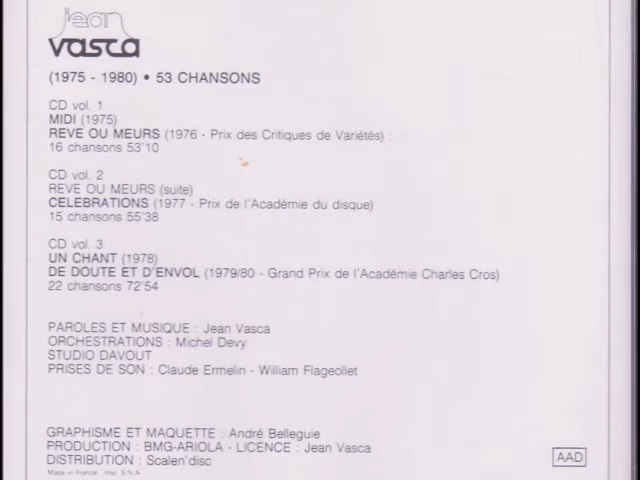 jean
vasca
(1975 - 1980) • 53 CHANSONS
CD vol. 1
MIDI (1975)
REVE OU MEURS (1976 - Prix des Critiques de Variétés) :
16 chansons 53'10
CD vol. 2
REVE OU MEURS (suite)
CELEBRATIONS (1977 - Prix de l'Académie du disque)
15 chansons 55'38
CD vol. 3
UN CHANT (1978)
DE DOUTE ET D'ENVOL (1979/80 - Grand Prix de l'Académie Charles Cros)
22 chansons 72'54
PAROLES ET MUSIQUE : Jean Vasca
ORCHESTRATIONS : Michel Devy
STUDIO DAVOUT
PRISES DE SON : Claude Ermelin - William Flageollet
GRAPHISME ET MAQUETTE : André Belleguie
PRODUCTION : BMG-ARIOLA - LICENCE : Jean Vasca
DISTRIBUTION : Scalen'disc
AAD
Made in France Imp. S.N.A.